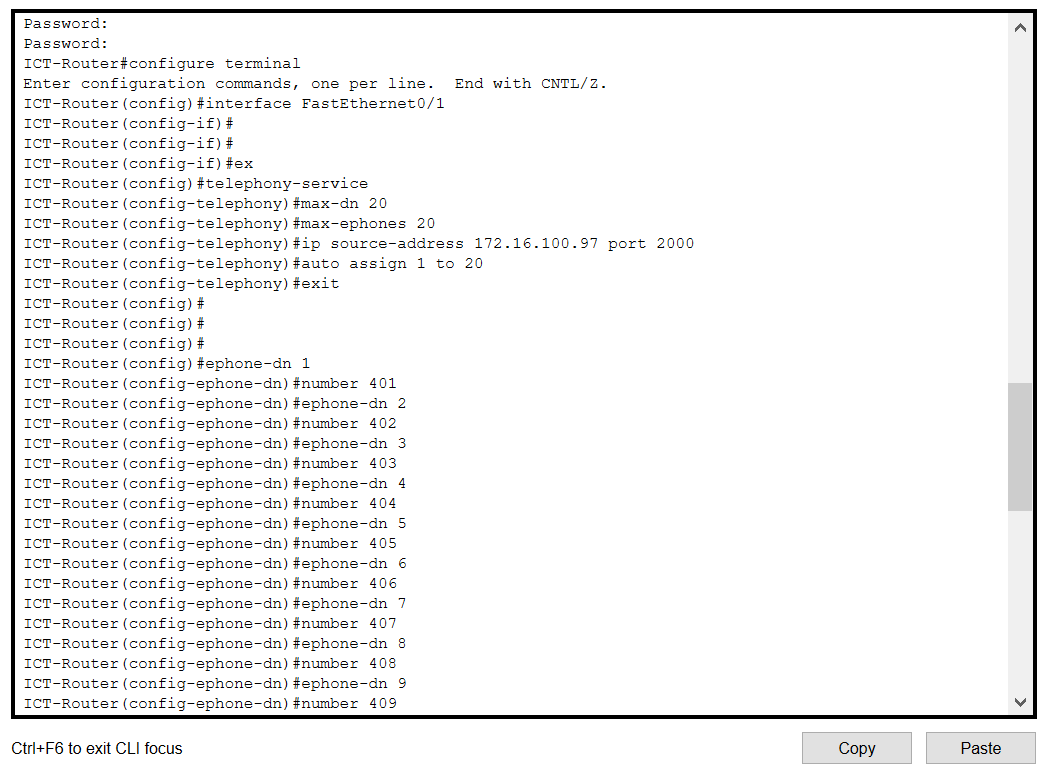 Password:
Password:
ICT-Router#configure terminal
Enter configuration commands, one per line.  End with CNTL/Z.
ICT-Router(config)#interface FastEthernet0/1
ICT-Router(config-if)#
ICT-Router(config-if)#
ICT-Router(config-if)#ex
ICT-Router(config)#telephony-service
ICT-Router(config-telephony)#max-dn 20
ICT-Router(config-telephony)#max-ephones 20
ICT-Router(config-telephony)#ip source-address 172.16.100.97 port 2000
ICT-Router(config-telephony)#auto assign 1 to 20
ICT-Router(config-telephony)#exit
ICT-Router(config)#
ICT-Router(config)#
ICT-Router(config)#
ICT-Router(config)#ephone-dn 1
ICT-Router(config-ephone-dn)#number 401
ICT-Router(config-ephone-dn)#ephone-dn 2
ICT-Router(config-ephone-dn)#number 402
ICT-Router(config-ephone-dn)#ephone-dn 3
ICT-Router(config-ephone-dn)#number 403
ICT-Router(config-ephone-dn)#ephone-dn 4
ICT-Router(config-ephone-dn)#number 404
ICT-Router(config-ephone-dn)#ephone-dn 5
ICT-Router(config-ephone-dn)#number 405
ICT-Router(config-ephone-dn)#ephone-dn 6
ICT-Router(config-ephone-dn)#number 406
ICT-Router(config-ephone-dn)#ephone-dn 7
ICT-Router(config-ephone-dn)#number 407
ICT-Router(config-ephone-dn)#ephone-dn 8
ICT-Router(config-ephone-dn)#number 408
ICT-Router(config-ephone-dn)#ephone-dn 9
ICT-Router(config-ephone-dn)#number 409
Ctrl+F6 to exit CLI focus
Copy
Paste